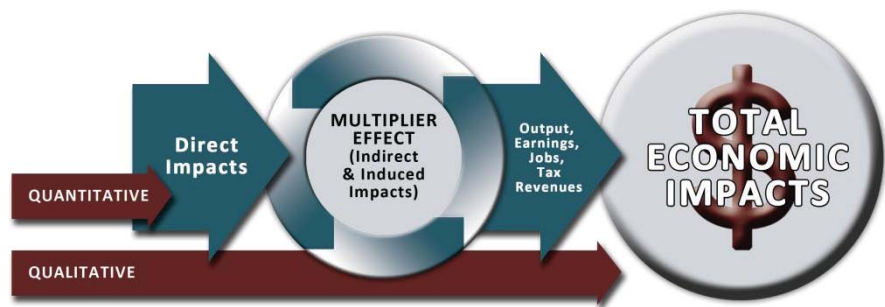 Direct
Impacts
QUANTITATIVE
QUALITATIVE
MULTIPLIER
EFFECT
(Indirect
& Induced
Impacts)
Output,
Earnings,
Jobs,
Tax
Revenues
TOTAL
ECONOMIC
IMPACTS
$